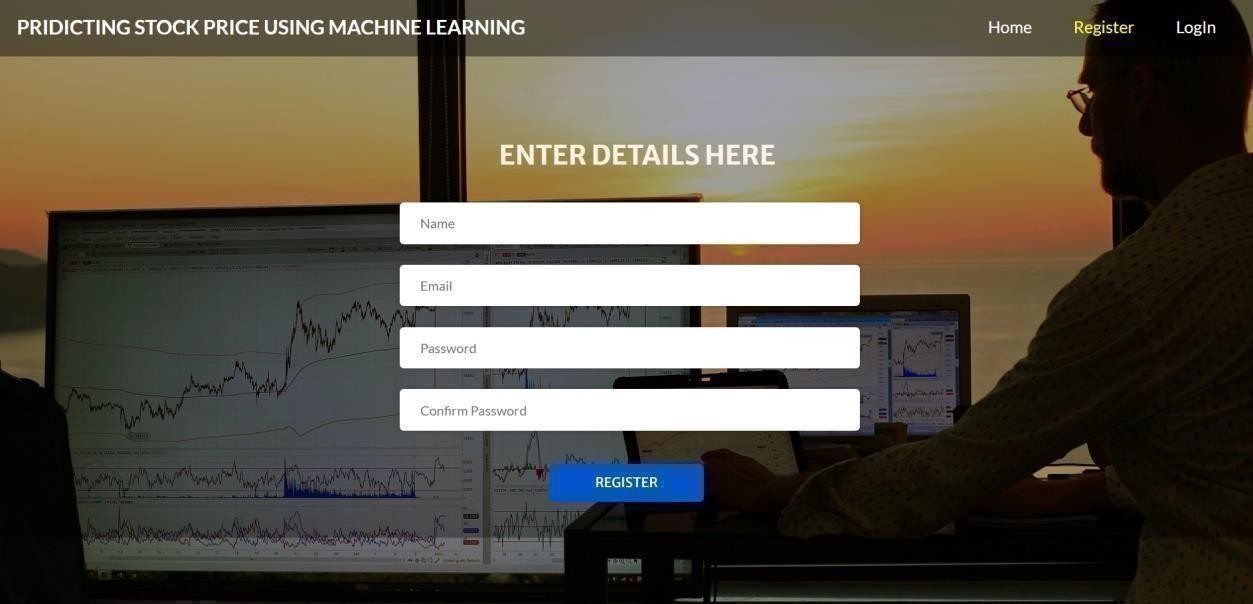 PRIDICTING STOCK PRICE USING MACHINE LEARNING
Home Register LogIn
ENTER DETAILS HERE
Name
Email
Password
Confirm Password
REGISTER